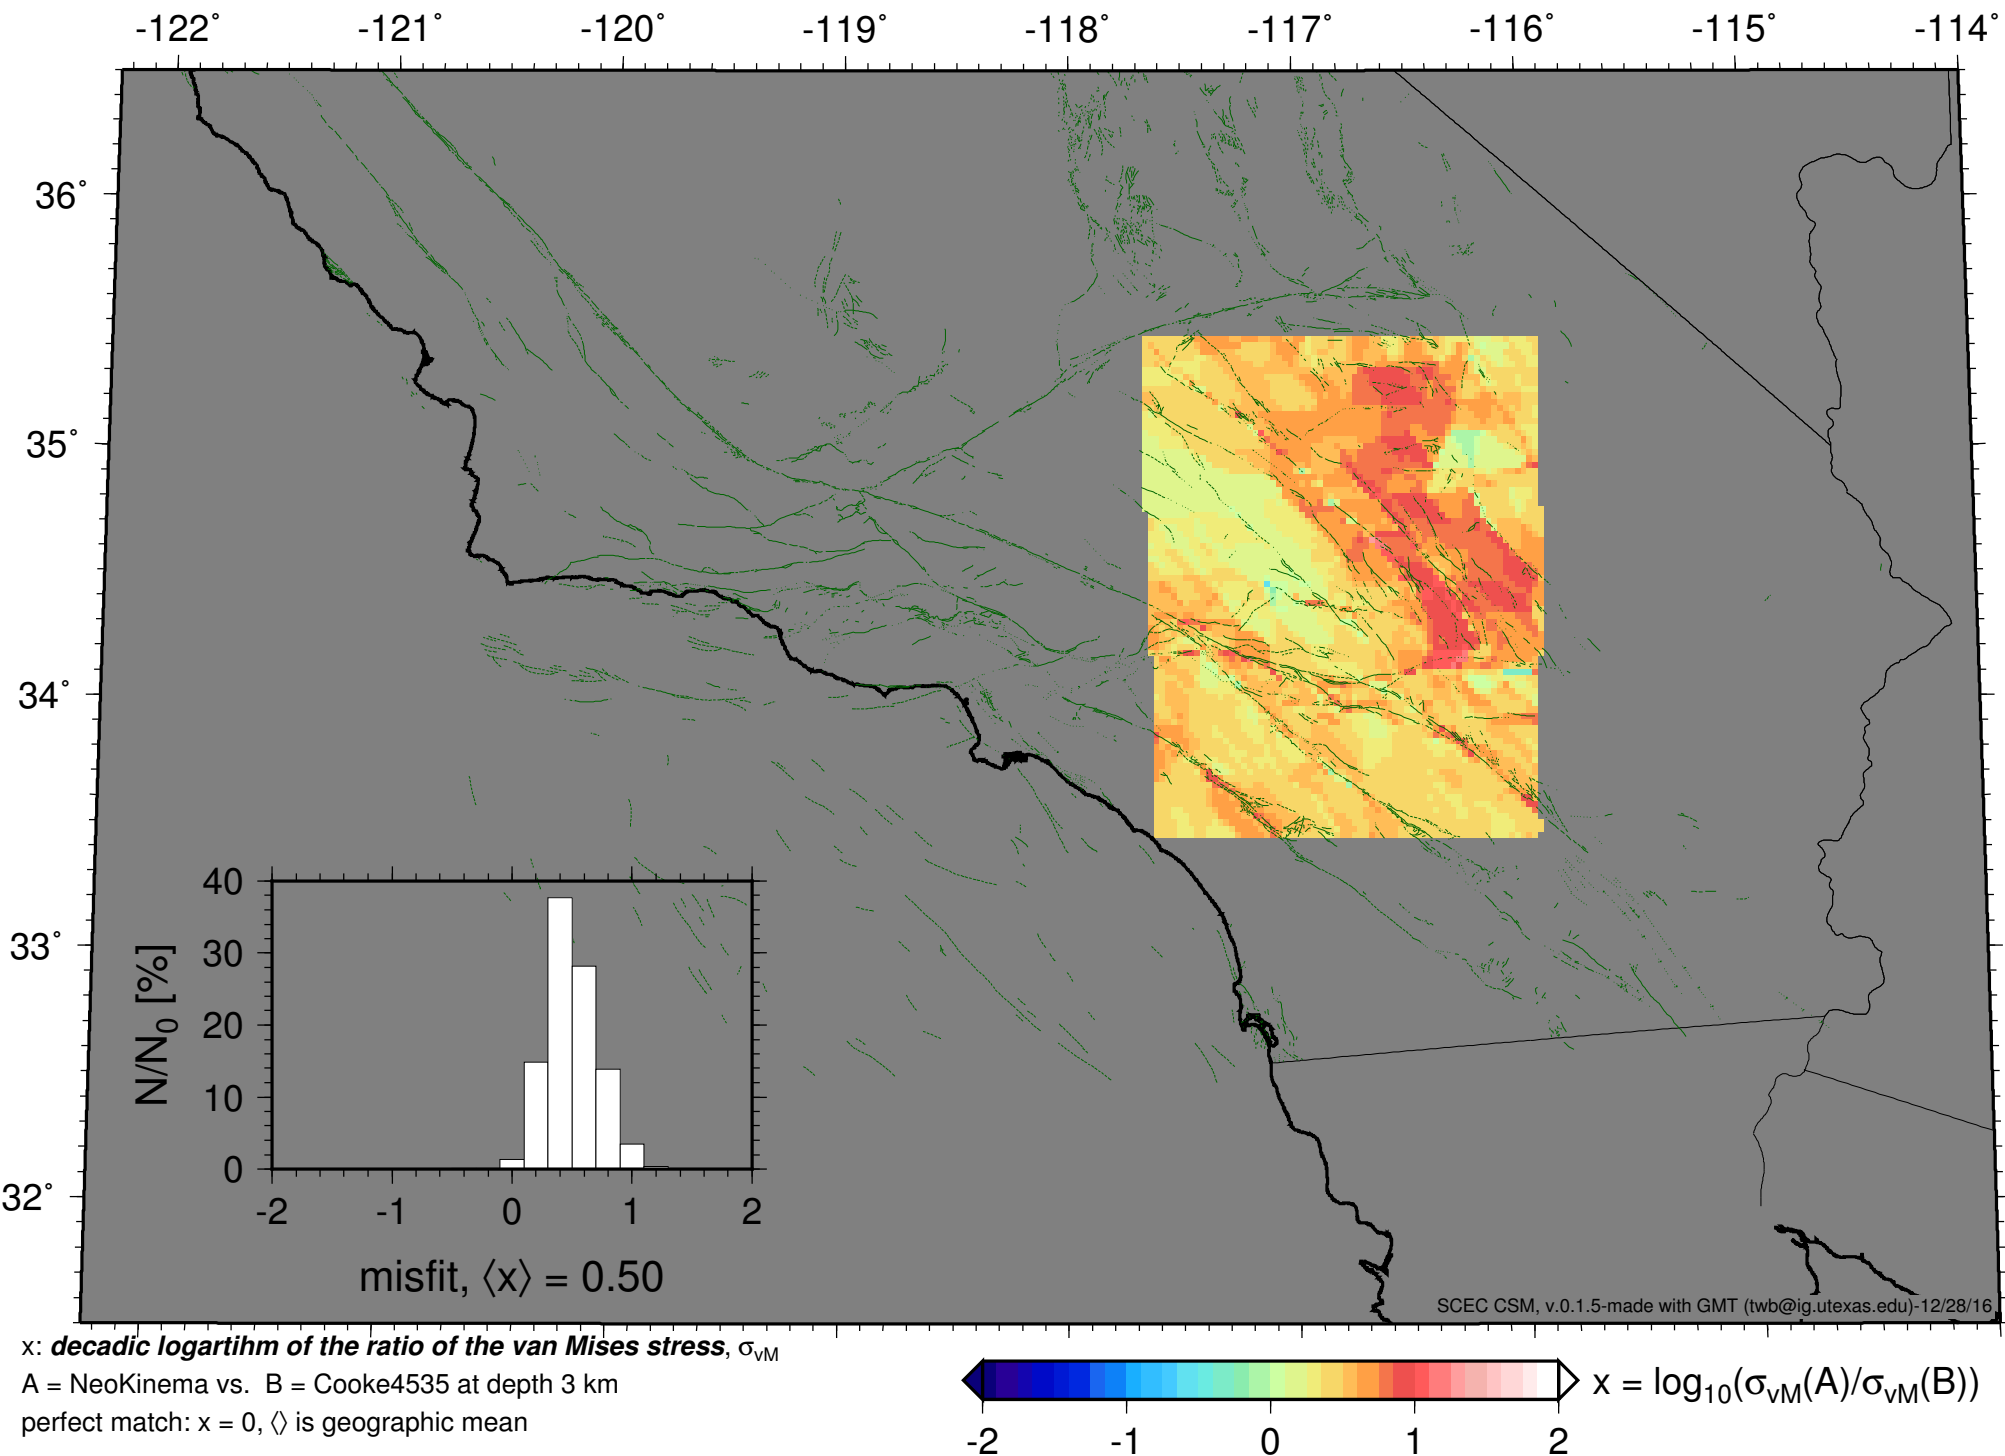 -122° -121° -120° -119° -118° -117° -116° -115° -114°
36°
35°
34°
33°
32°
40
30
20
10
0
N/N0 [%]
-2 -1 0 1 2
misfit, ⟨x⟩ = 0.50
SCEC CSM, v.0.1.5-made with GMT (twb@ig.utexas.edu)-12/28/16
x: decadic logartihm of the ratio of the van Mises stress, σvM
A = NeoKinema vs. B = Cooke4535 at depth 3 km
perfect match: x = 0, ⟨⟩ is geographic mean
x = log10(σvM(A)/σvM(B))
-2 -1 0 1 2